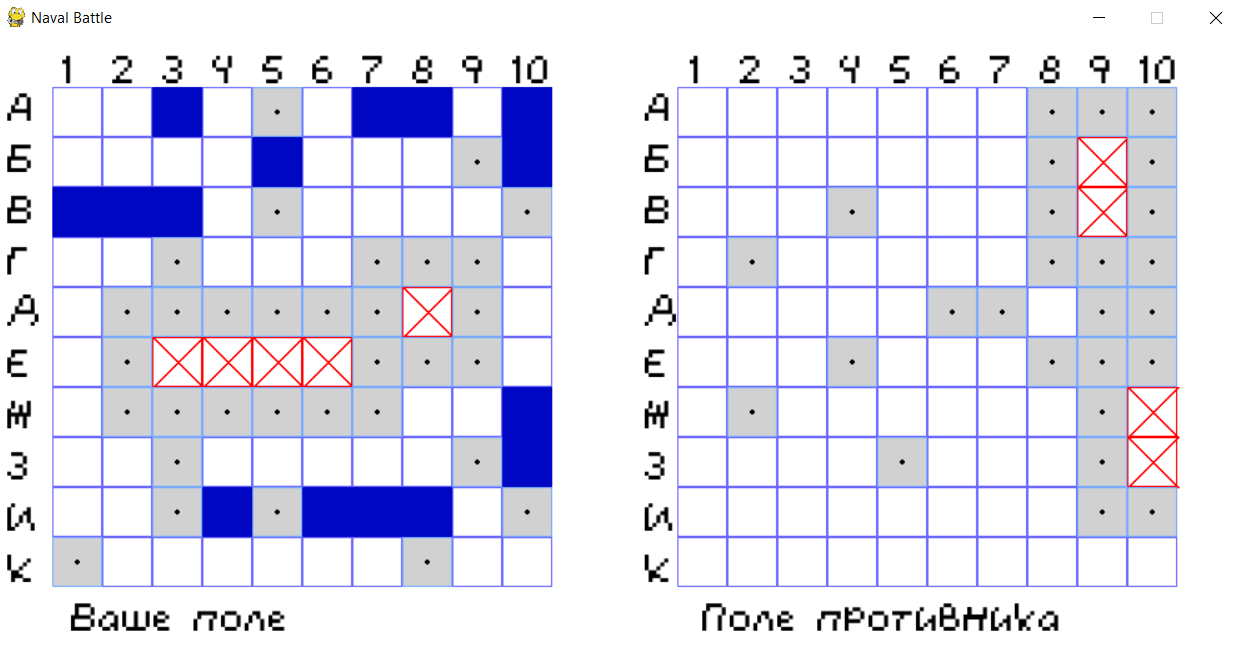 Naval Battle
1 2 3 4 5 6 7 8 9 10
1 2 3 4 5 6 7 8 9 10
А
Б
В
Г
Д
Е
Ж
З
И
К
А
Б
В
Г
Д
Е
Ж
З
И
К
Ваше поле
Поле противника